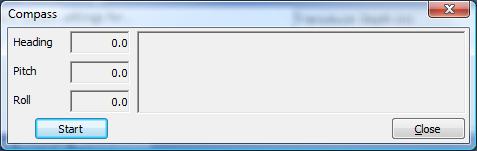 Compass
Heading 0.0
Pitch 0.0
Roll 0.0
Start Close